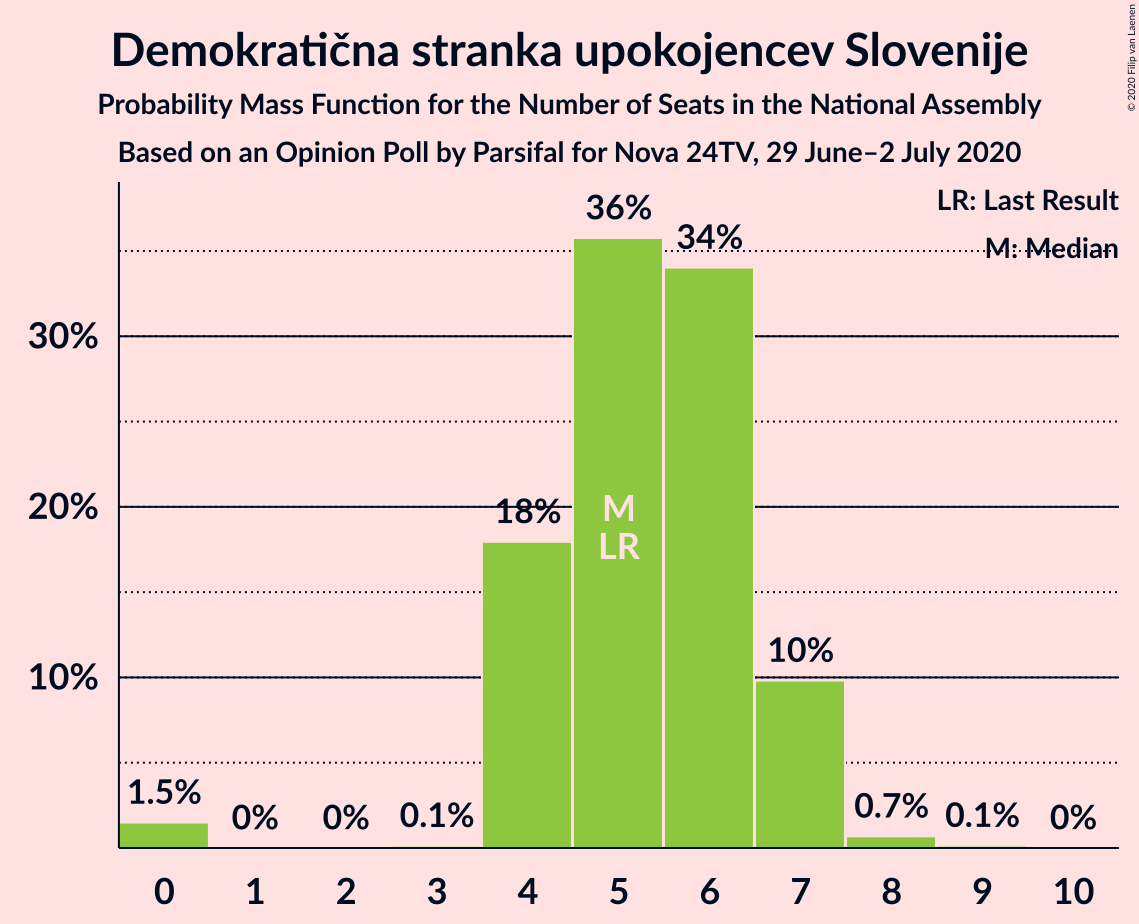 Demokratična stranka upokojencev Slovenije
Probability Mass Function for the Number of Seats in the National Assembly
Based on an Opinion Poll by Parsifal for Nova 24TV, 29 June–2 July 2020
© 2020 Filip van Laenen
LR: Last Result
M: Median
36%
34%
30%
20%
18%
M
LR
10%
10%
1.5%
0%
0%
0.1%
0.7%
0.1%
0%
0 1 2 3 4 5 6 7 8 9 10